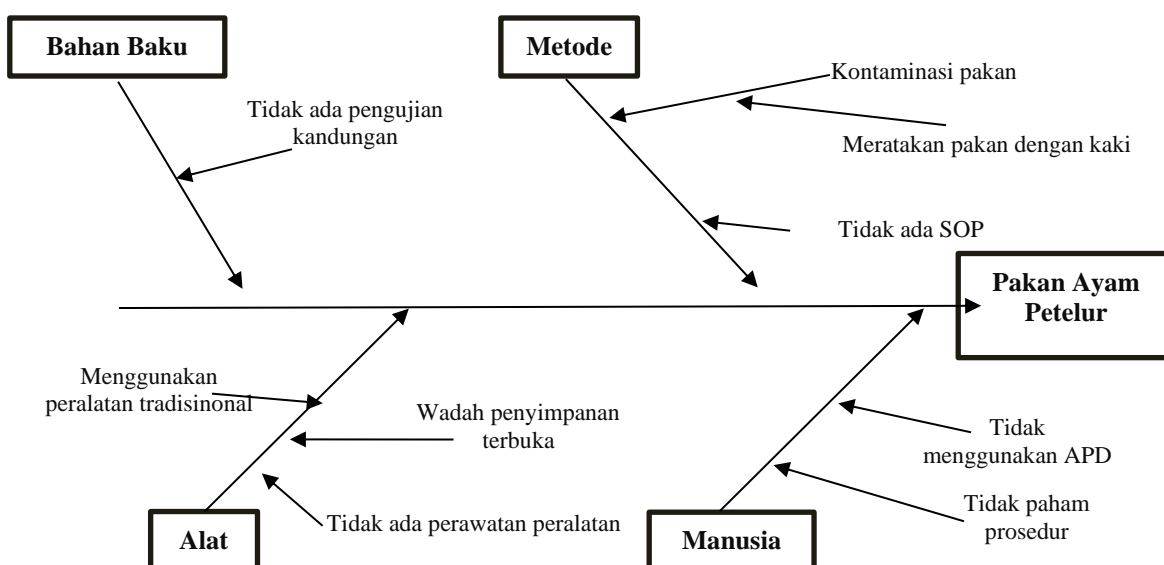 Bahan Baku
Metode
Kontaminasi pakan
Tidak ada pengujian
kandungan
Meratakan pakan dengan kaki
Tidak ada SOP
Pakan Ayam
Petelur
Menggunakan
peralatan tradisinonal
Wadah penyimpanan
terbuka
Tidak
menggunakan APD
Tidak paham
prosedur
Tidak ada perawatan peralatan
Alat
Manusia